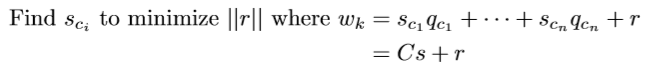 Find $s_{c_i}$ to minimize $||r||$ where $w_k = s_{c_1} q_{c_1} + \cdots + s_{c_n} q_{c_n} + r$
$= Cs + r$